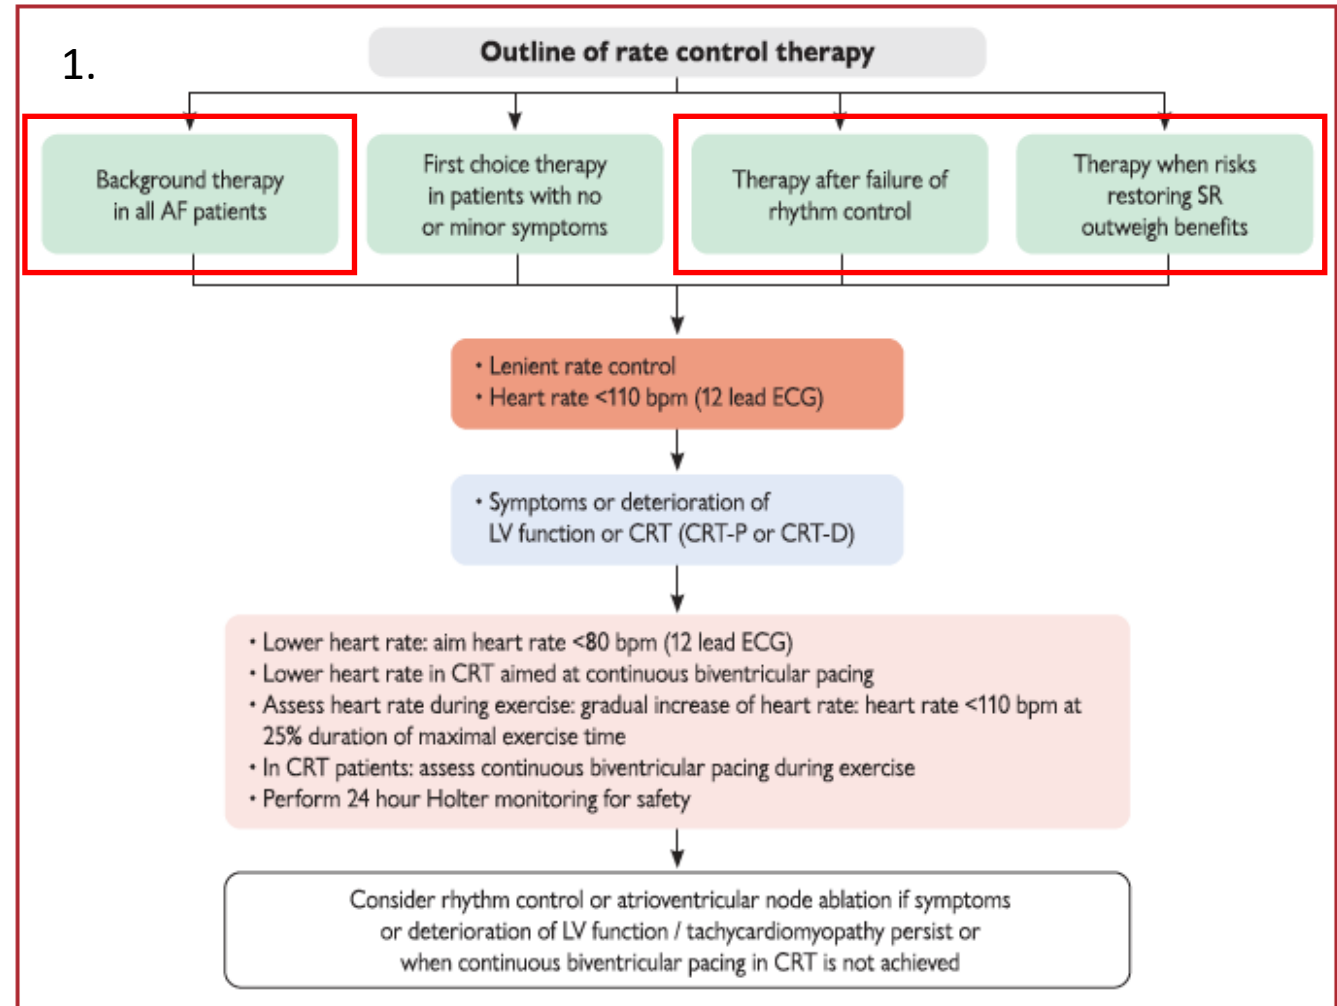 1.
Outline of rate control therapy
Background therapy
in all AF patients
First choice therapy
in patients with no
or minor symptoms
Therapy after failure of
rhythm control
Therapy when risks
restoring SR
outweigh benefits
• Lenient rate control
• Heart rate <110 bpm (12 lead ECG)
• Symptoms or deterioration of
LV function or CRT (CRT-P or CRT-D)
• Lower heart rate: aim heart rate <80 bpm (12 lead ECG)
• Lower heart rate in CRT aimed at continuous biventricular pacing
• Assess heart rate during exercise: gradual increase of heart rate: heart rate <110 bpm at
25% duration of maximal exercise time
• In CRT patients: assess continuous biventricular pacing during exercise
• Perform 24 hour Holter monitoring for safety
Consider rhythm control or atrioventricular node ablation if symptoms
or deterioration of LV function / tachycardiomyopathy persist or
when continuous biventricular pacing in CRT is not achieved